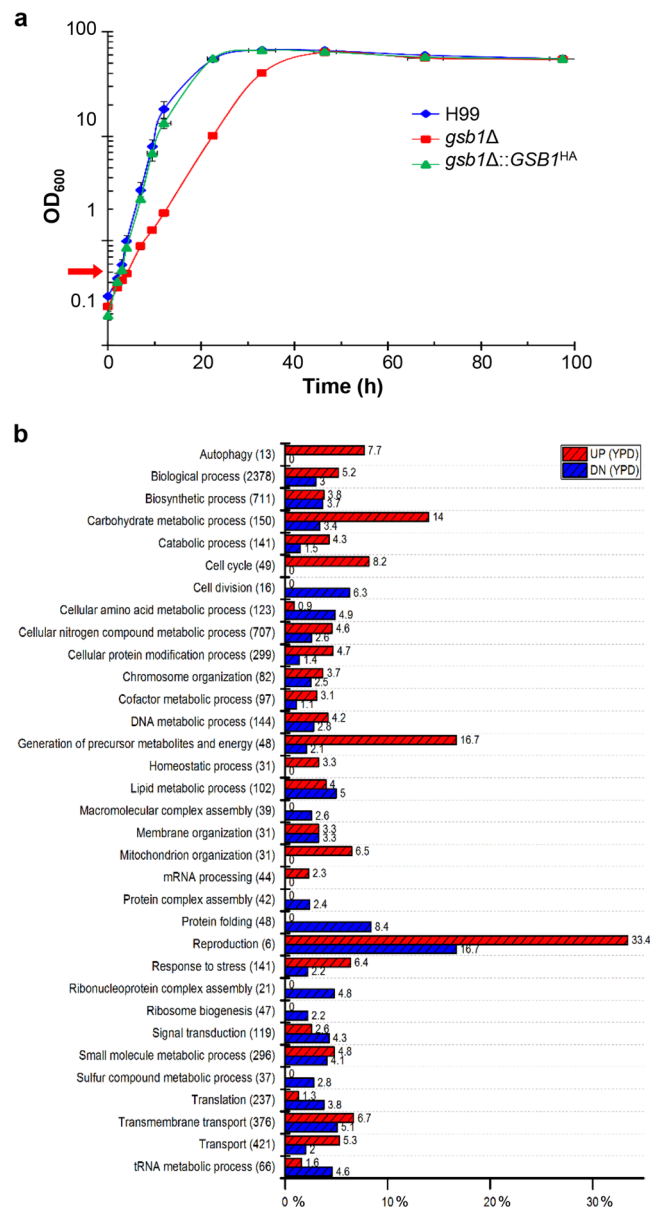 a
100
10
1
0.1
OD600
H99
gsb1Δ
gsb1Δ::GSB1HA
0 20 40 60 80 100
Time (h)
b
UP (YPD)
DN (YPD)
Autophagy (13) 7.7
0
Biological process (2378) 5.2
3
Biosynthetic process (711) 3.8
3.7
Carbohydrate metabolic process (150) 14
3.4
Catabolic process (141) 4.3
1.5
Cell cycle (49) 8.2
0
Cell division (16) 0
6.3
Cellular amino acid metabolic process (123) 0.9
4.9
Cellular nitrogen compound metabolic process (707) 4.6
2.6
Cellular protein modification process (299) 4.7
1.4
Chromosome organization (82) 3.7
2.5
Cofactor metabolic process (97) 3.1
1.1
DNA metabolic process (144) 4.2
2.8
Generation of precursor metabolites and energy (48) 16.7
2.1
Homeostatic process (31) 3.3
0
Lipid metabolic process (102) 4
5
Macromolecular complex assembly (39) 0
2.6
Membrane organization (31) 3.3
3.3
Mitochondrion organization (31) 6.5
0
mRNA processing (44) 2.3
0
Protein complex assembly (42) 0
2.4
Protein folding (48) 0
8.4
Reproduction (6) 33.4
16.7
Response to stress (141) 6.4
2.2
Ribonucleoprotein complex assembly (21) 0
4.8
Ribosome biogenesis (47) 0
2.2
Signal transduction (119) 2.6
4.3
Small molecule metabolic process (296) 4.8
4.1
Sulfur compound metabolic process (37) 0
2.8
Translation (237) 1.3
3.8
Transmembrane transport (376) 6.7
5.1
Transport (421) 5.3
2
tRNA metabolic process (66) 1.6
4.6
0 % 10 % 20 % 30 %